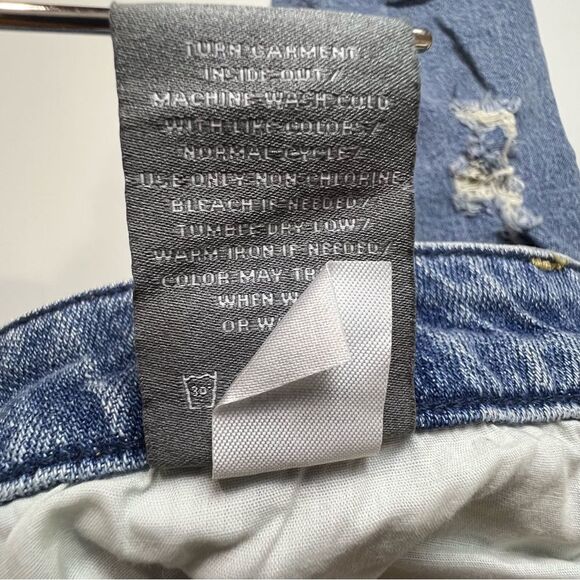 TURN GARMENT
INSIDE-OUT/
MACHINE WASH COLD
WITH LIKE COLORS/
NORMAL CYCLE/
USE ONLY NON-CHLORINE
BLEACH IF NEEDED/
TUMBLE DRY LOW/
WARM IRON IF NEEDED/
COLOR MAY
WHEN
OR
30°